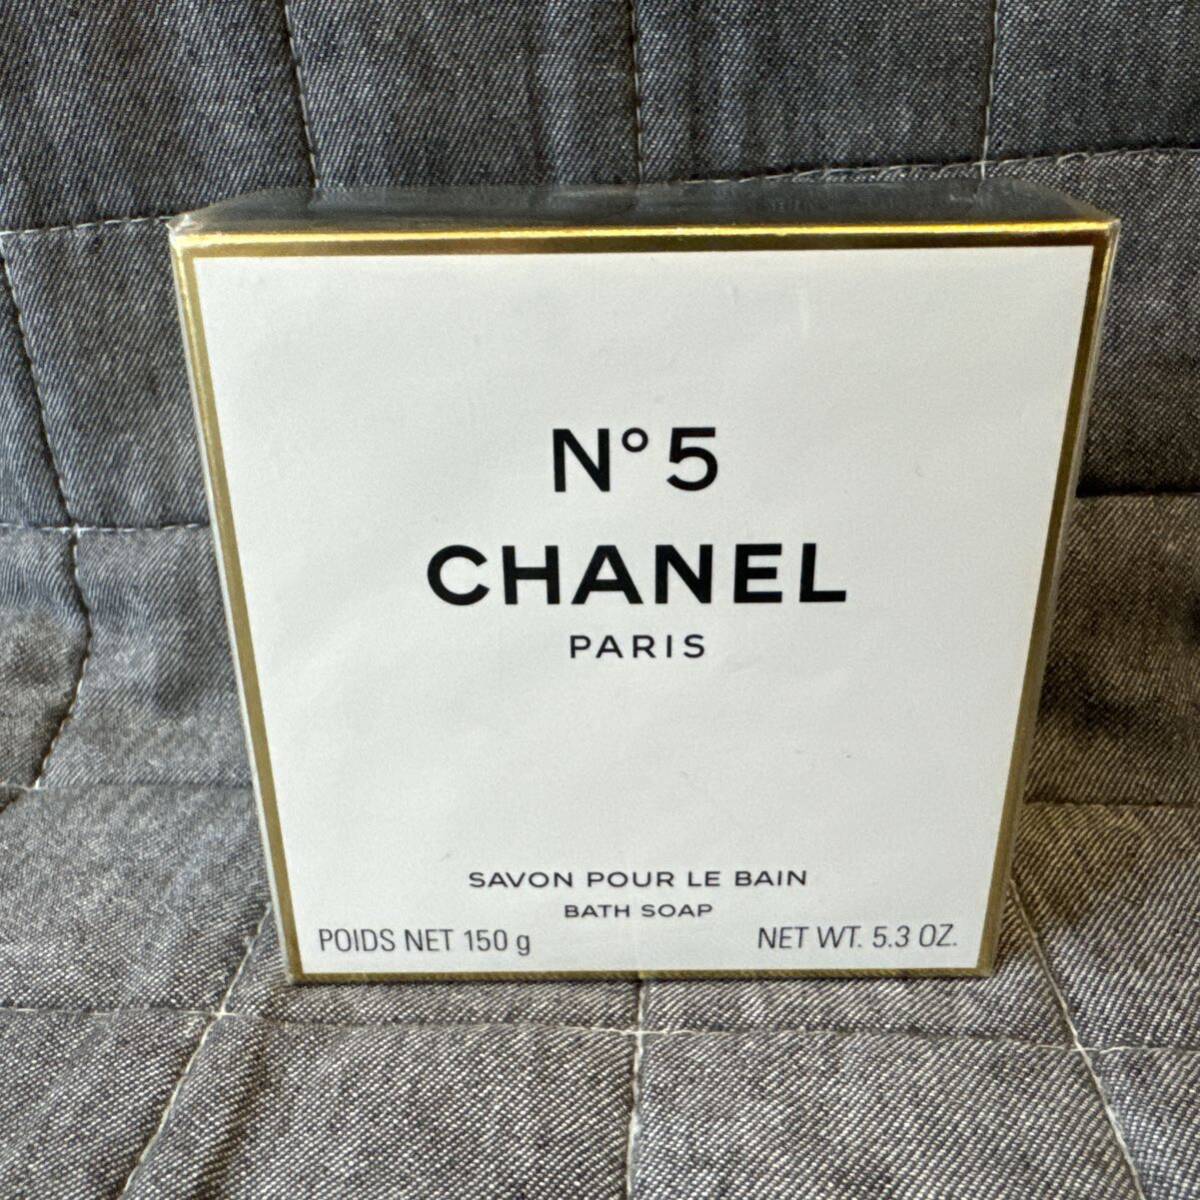 N° 5
CHANEL
PARIS
SAVON POUR LE BAIN
BATH SOAP
POIDS NET 150 g NET WT. 5.3 OZ.